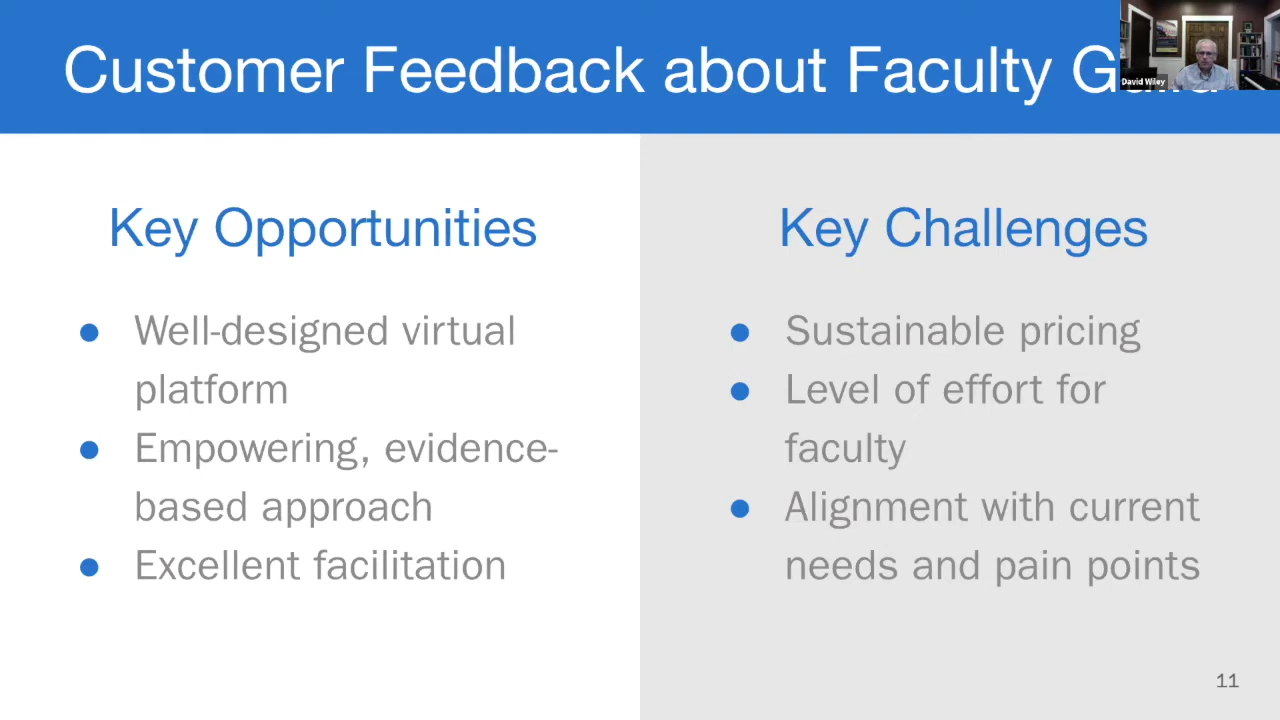 Customer Feedback about Faculty
David Wiley
Key Opportunities
● Well-designed virtual
platform
● Empowering, evidence-
based approach
● Excellent facilitation
Key Challenges
● Sustainable pricing
● Level of effort for
faculty
● Alignment with current
needs and pain points
11